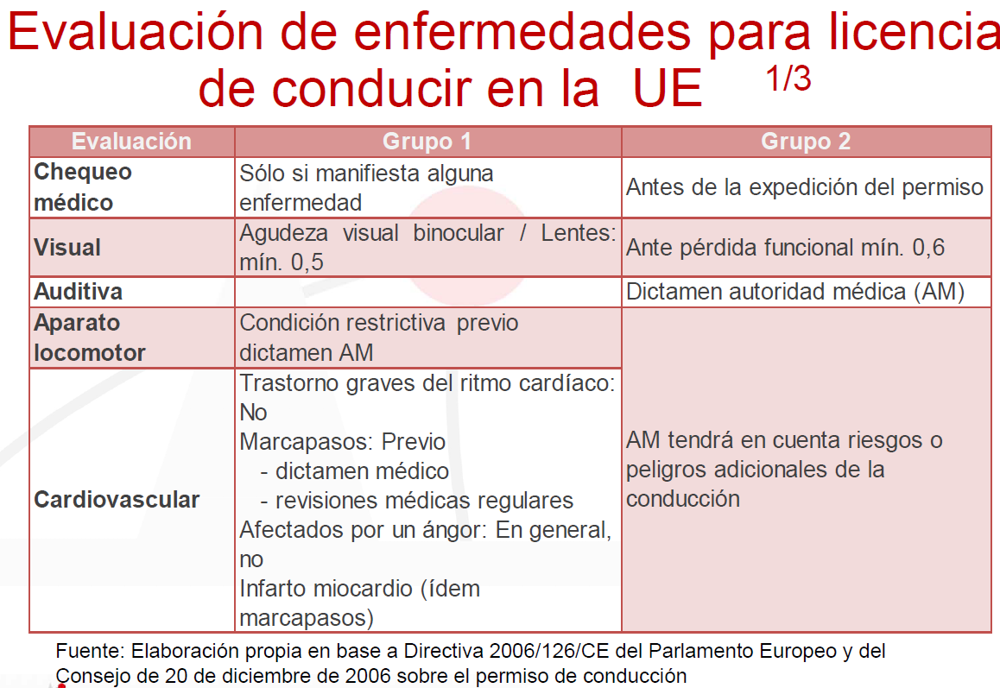 Evaluación de enfermedades para licencia
de conducir en la UE 1/3
Evaluación Grupo 1 Grupo 2
Chequeo
médico
Sólo si manifiesta alguna
enfermedad
Antes de la expedición del permiso
Visual
Agudeza visual binocular / Lentes:
mín. 0,5
Ante pérdida funcional mín. 0,6
Auditiva
Dictamen autoridad médica (AM)
Aparato
locomotor
Condición restrictiva previo
dictamen AM
Cardiovascular
Trastorno graves del ritmo cardíaco:
No
Marcapasos: Previo
- dictamen médico
- revisiones médicas regulares
Afectados por un ángor: En general,
no
Infarto miocardio (ídem
marcapasos)
AM tendrá en cuenta riesgos o
peligros adicionales de la
conducción
Fuente: Elaboración propia en base a Directiva 2006/126/CE del Parlamento Europeo y del
Consejo de 20 de diciembre de 2006 sobre el permiso de conducción